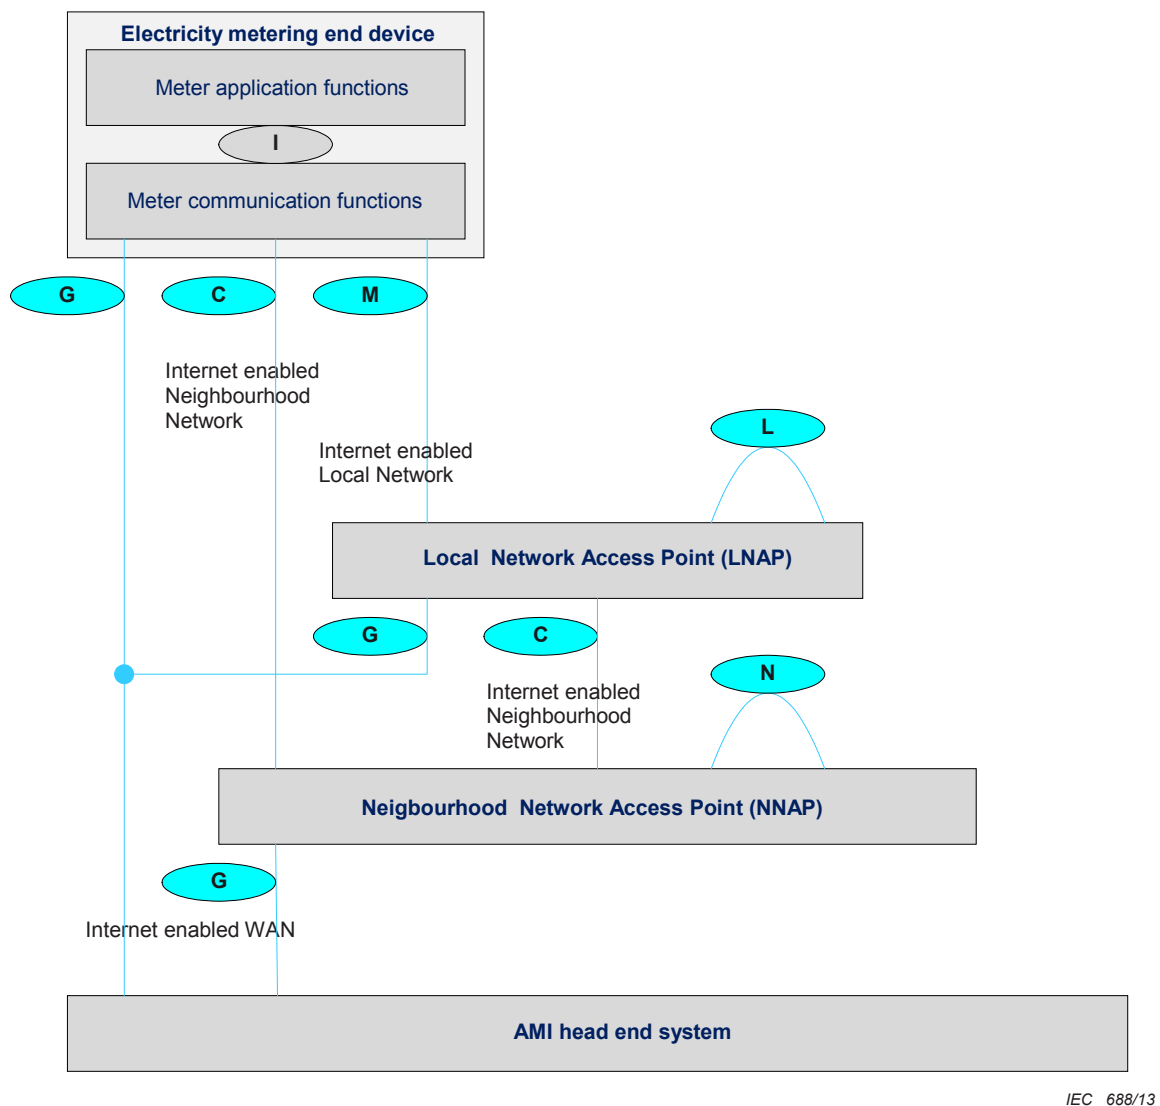 Electricity metering end device
Meter application functions
I
Meter communication functions
G
C
M
Internet enabled
Neighbourhood
Network
Internet enabled
Local Network
L
Local Network Access Point (LNAP)
G
C
N
Internet enabled
Neighbourhood
Network
Neigbourhood Network Access Point (NNAP)
G
Internet enabled WAN
AMI head end system
IEC 688/13